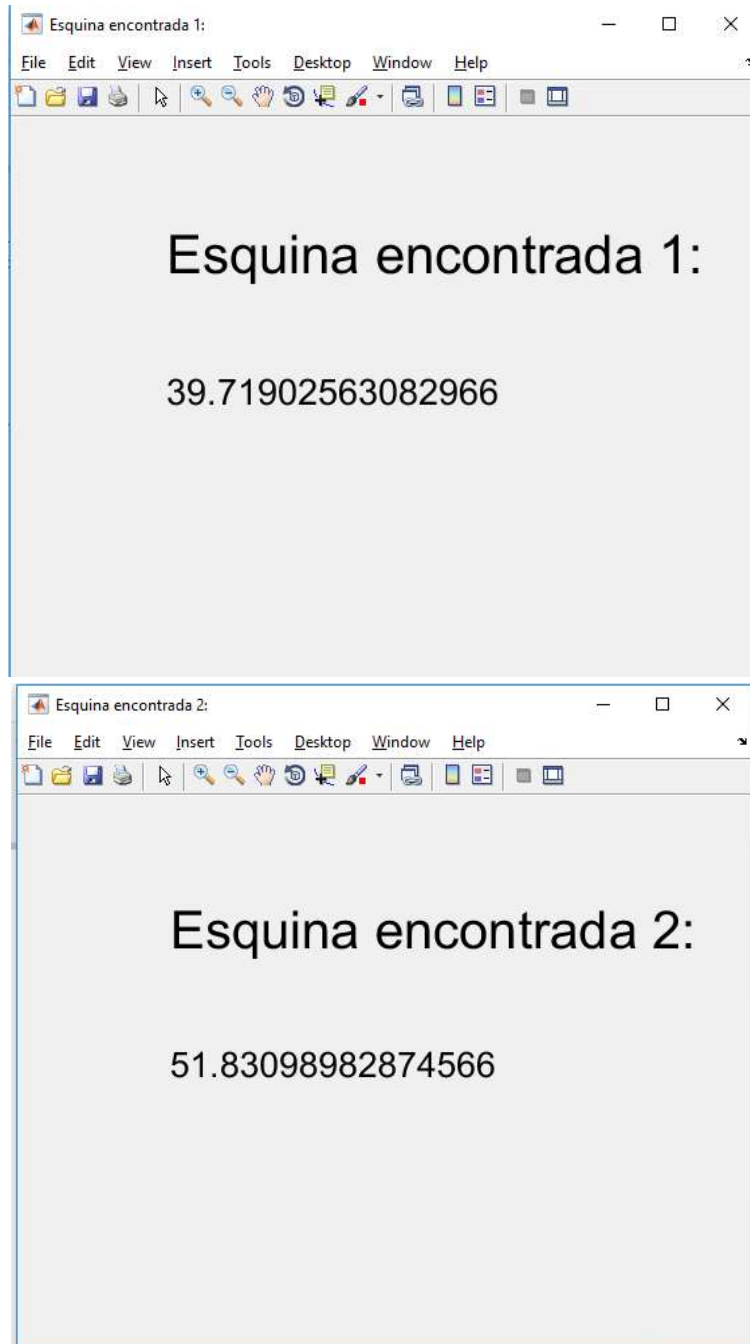 Esquina encontrada 1:
File Edit View Insert Tools Desktop Window Help
Esquina encontrada 1:
39.71902563082966
Esquina encontrada 2:
File Edit View Insert Tools Desktop Window Help
Esquina encontrada 2:
51.83098982874566